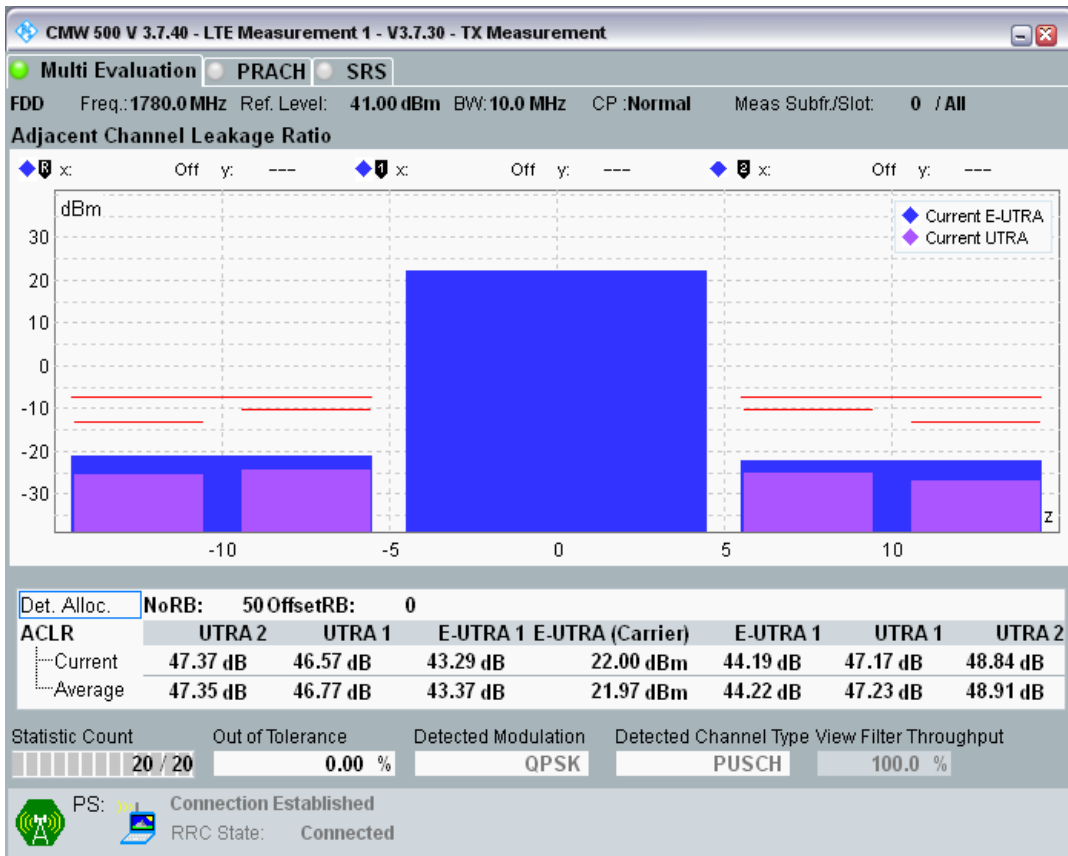 CMW 500 V 3.7.40 - LTE Measurement 1 - V3.7.30 - TX Measurement
Multi Evaluation PRACH SRS
FDD Freq.: 1780.0 MHz Ref. Level: 41.00 dBm BW: 10.0 MHz CP : Normal Meas Subfr./Slot: 0 / All
Adjacent Channel Leakage Ratio
R x: Off y: --- 1 x: Off y: --- 2 x: Off y: ---
dBm
Current E-UTRA
Current UTRA
30
20
10
0
-10
-20
-30
z
-10 -5 0 5 10
Det. Alloc. NoRB: 50 OffsetRB: 0
ACLR UTRA 2 UTRA 1 E-UTRA 1 E-UTRA (Carrier) E-UTRA 1 UTRA 1 UTRA 2
Current 47.37 dB 46.57 dB 43.29 dB 22.00 dBm 44.19 dB 47.17 dB 48.84 dB
Average 47.35 dB 46.77 dB 43.37 dB 21.97 dBm 44.22 dB 47.23 dB 48.91 dB
Statistic Count Out of Tolerance Detected Modulation Detected Channel Type View Filter Throughput
20 / 20 0.00 % QPSK PUSCH 100.0 %
PS: Connection Established
RRC State: Connected